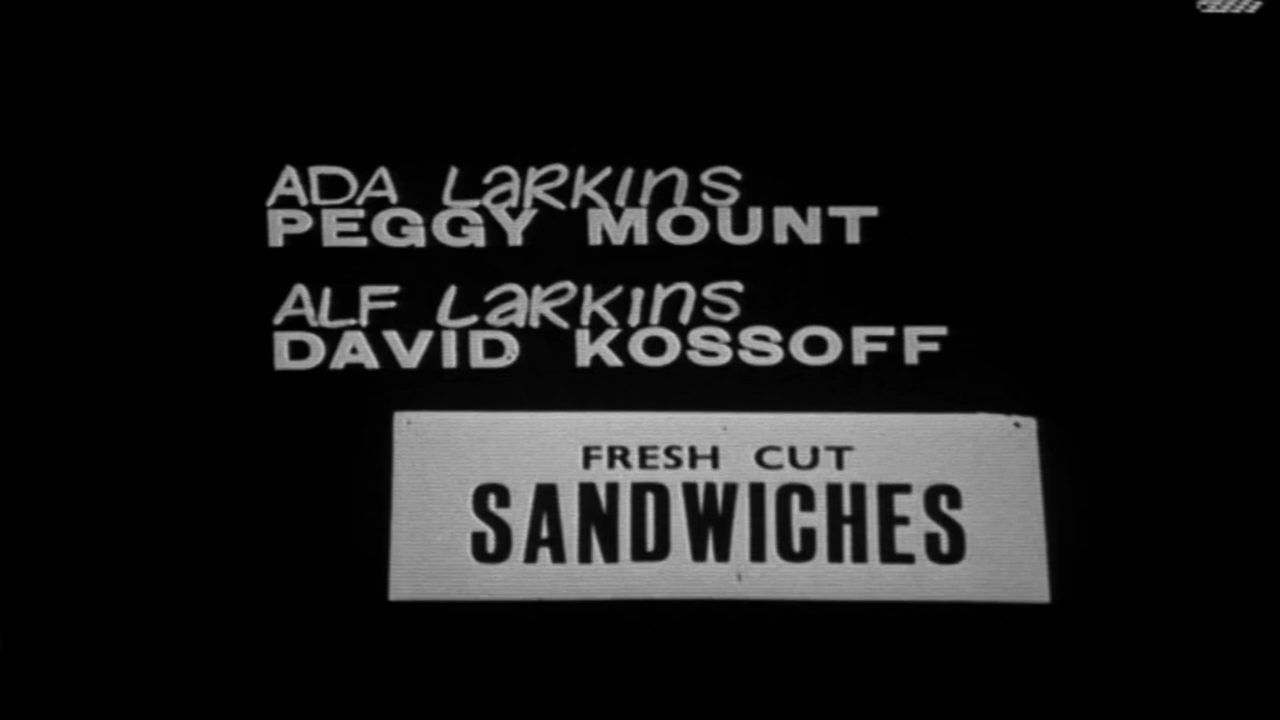 ADA LaRKInS
PEGGY MOUNT
ALF LaRKInS
DAVID KOSSOFF
FRESH CUT
SANDWICHES